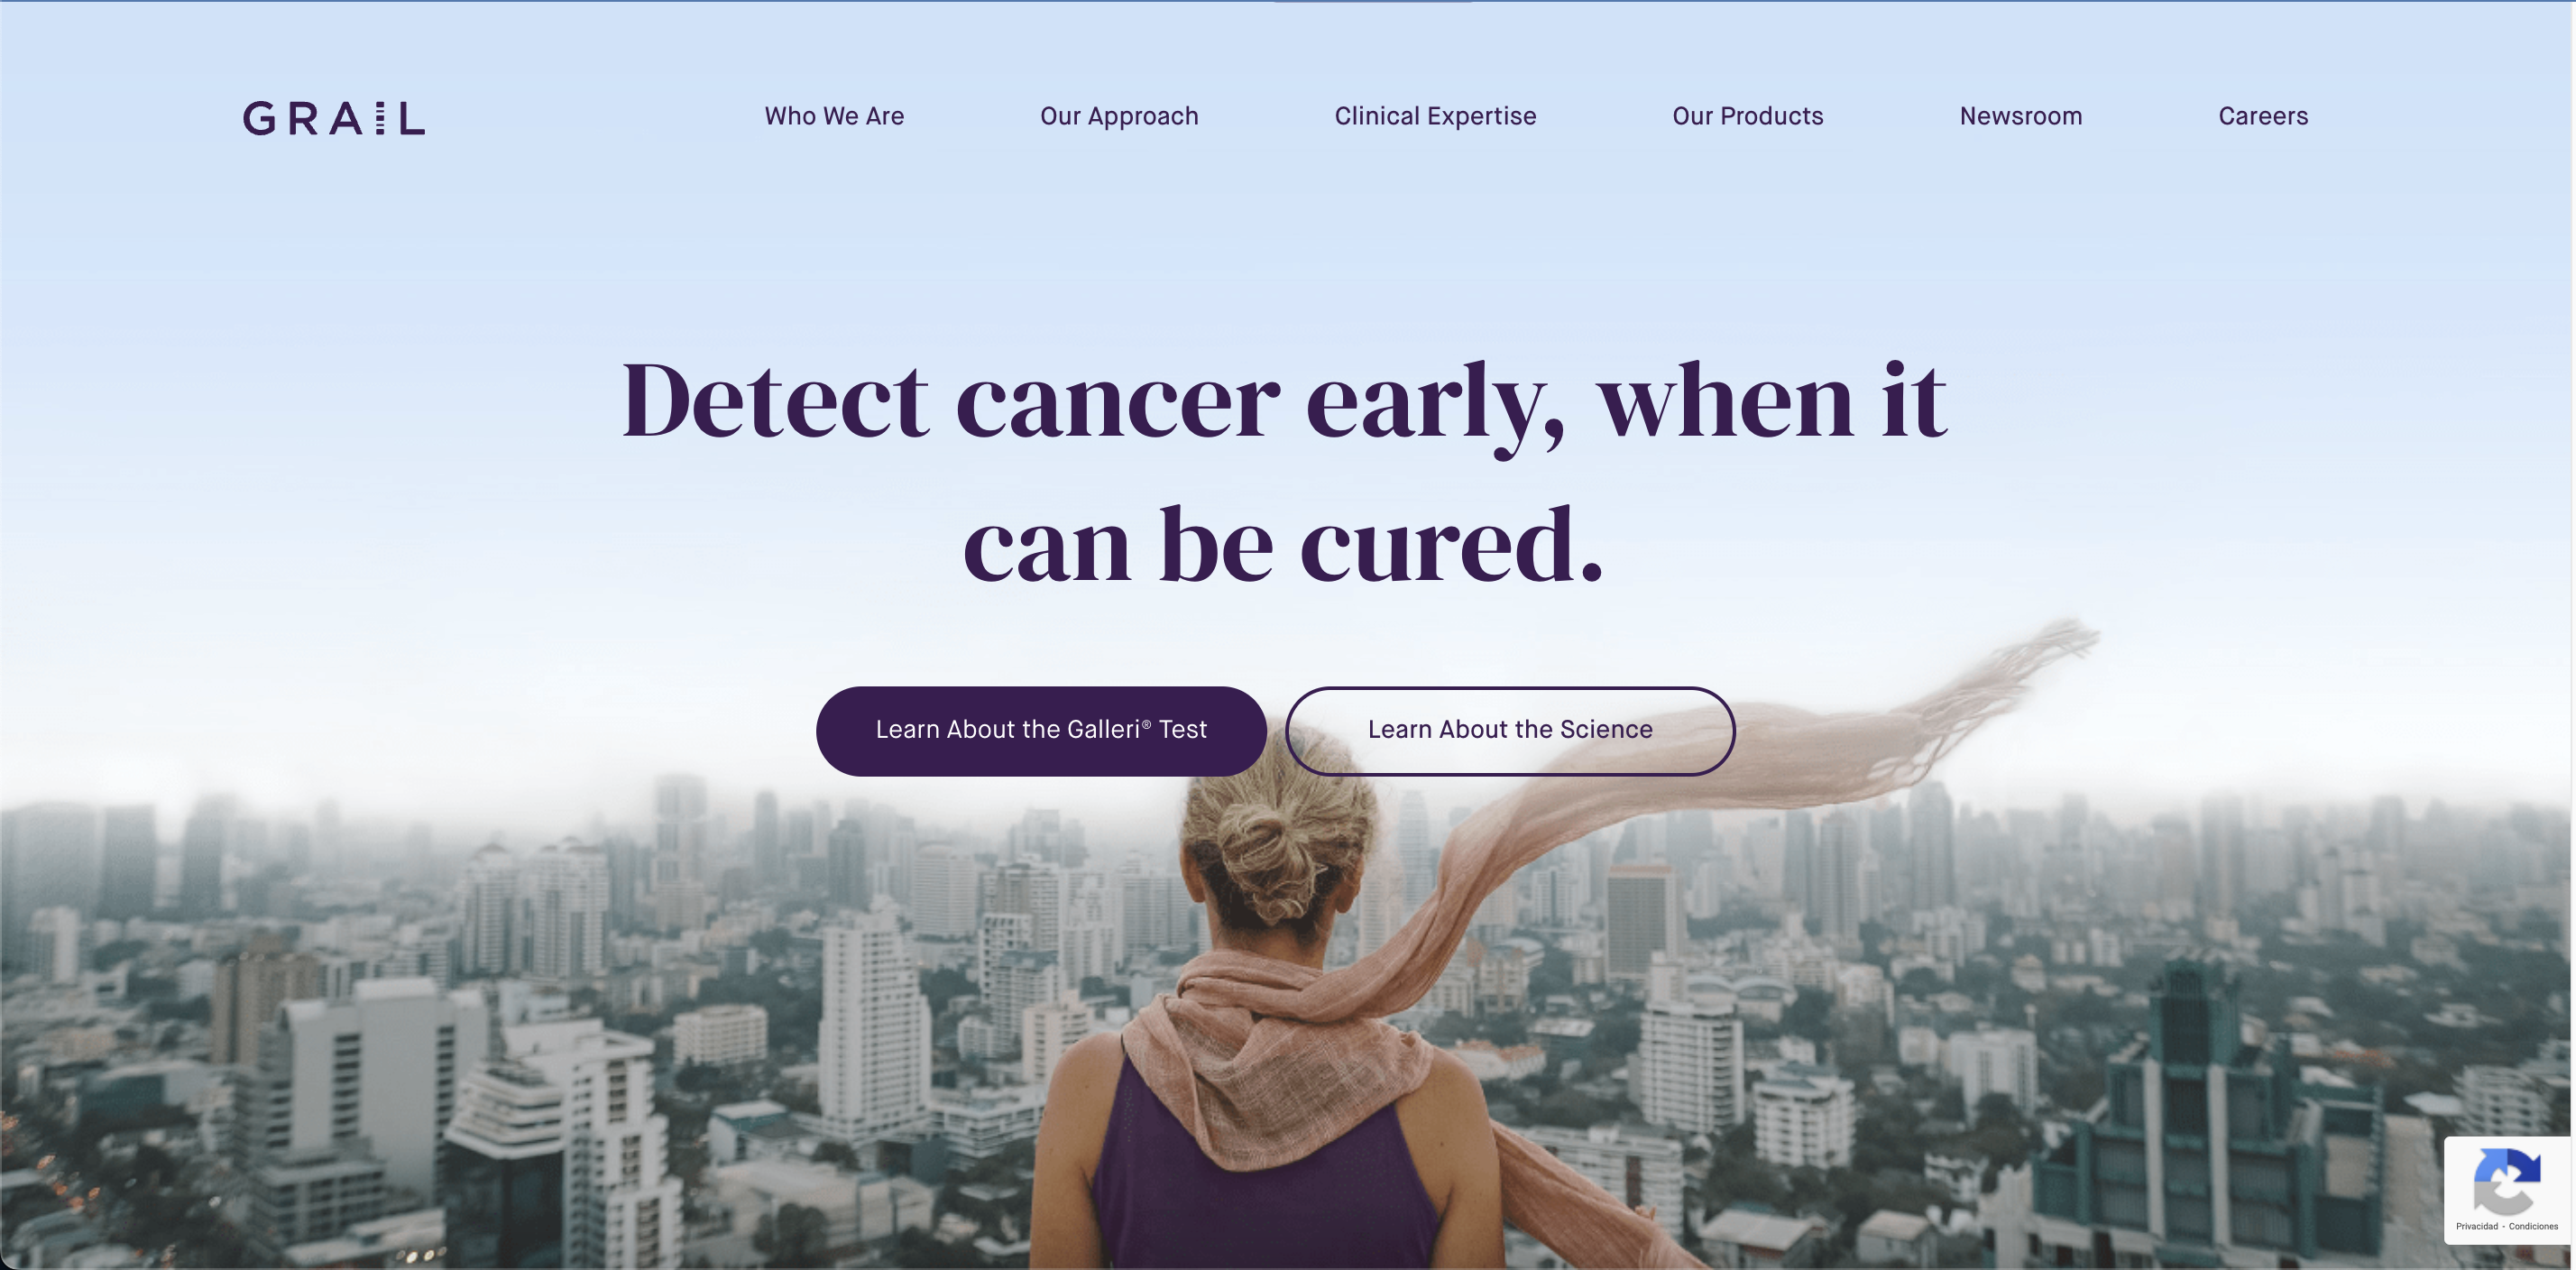 GRAIL
Who We Are
Our Approach
Clinical Expertise
Our Products
Newsroom
Careers
Detect cancer early, when it
can be cured.
Learn About the Galleri® Test
Learn About the Science
Privacidad - Condiciones